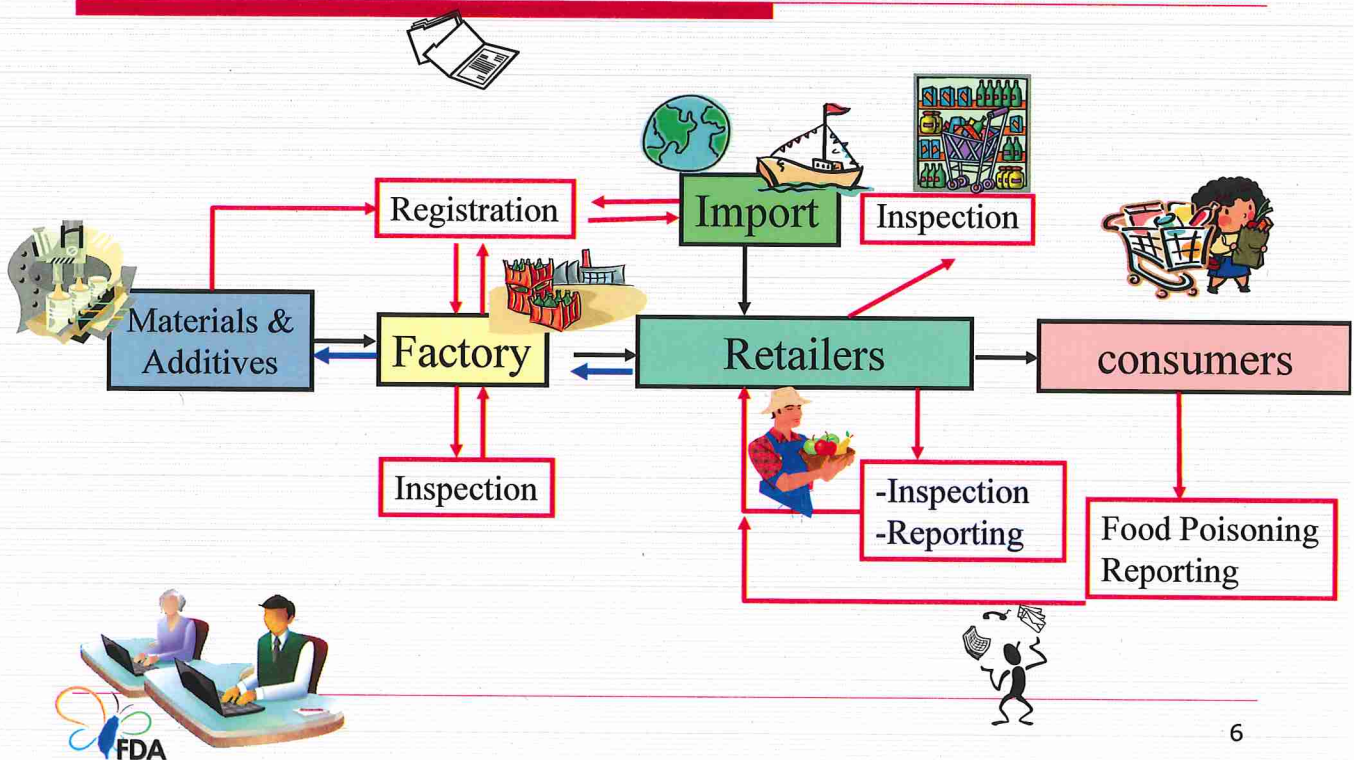 Registration
Import
Inspection
Materials &
Additives
Factory
Retailers
consumers
Inspection
-Inspection
-Reporting
Food Poisoning
Reporting
FDA
6